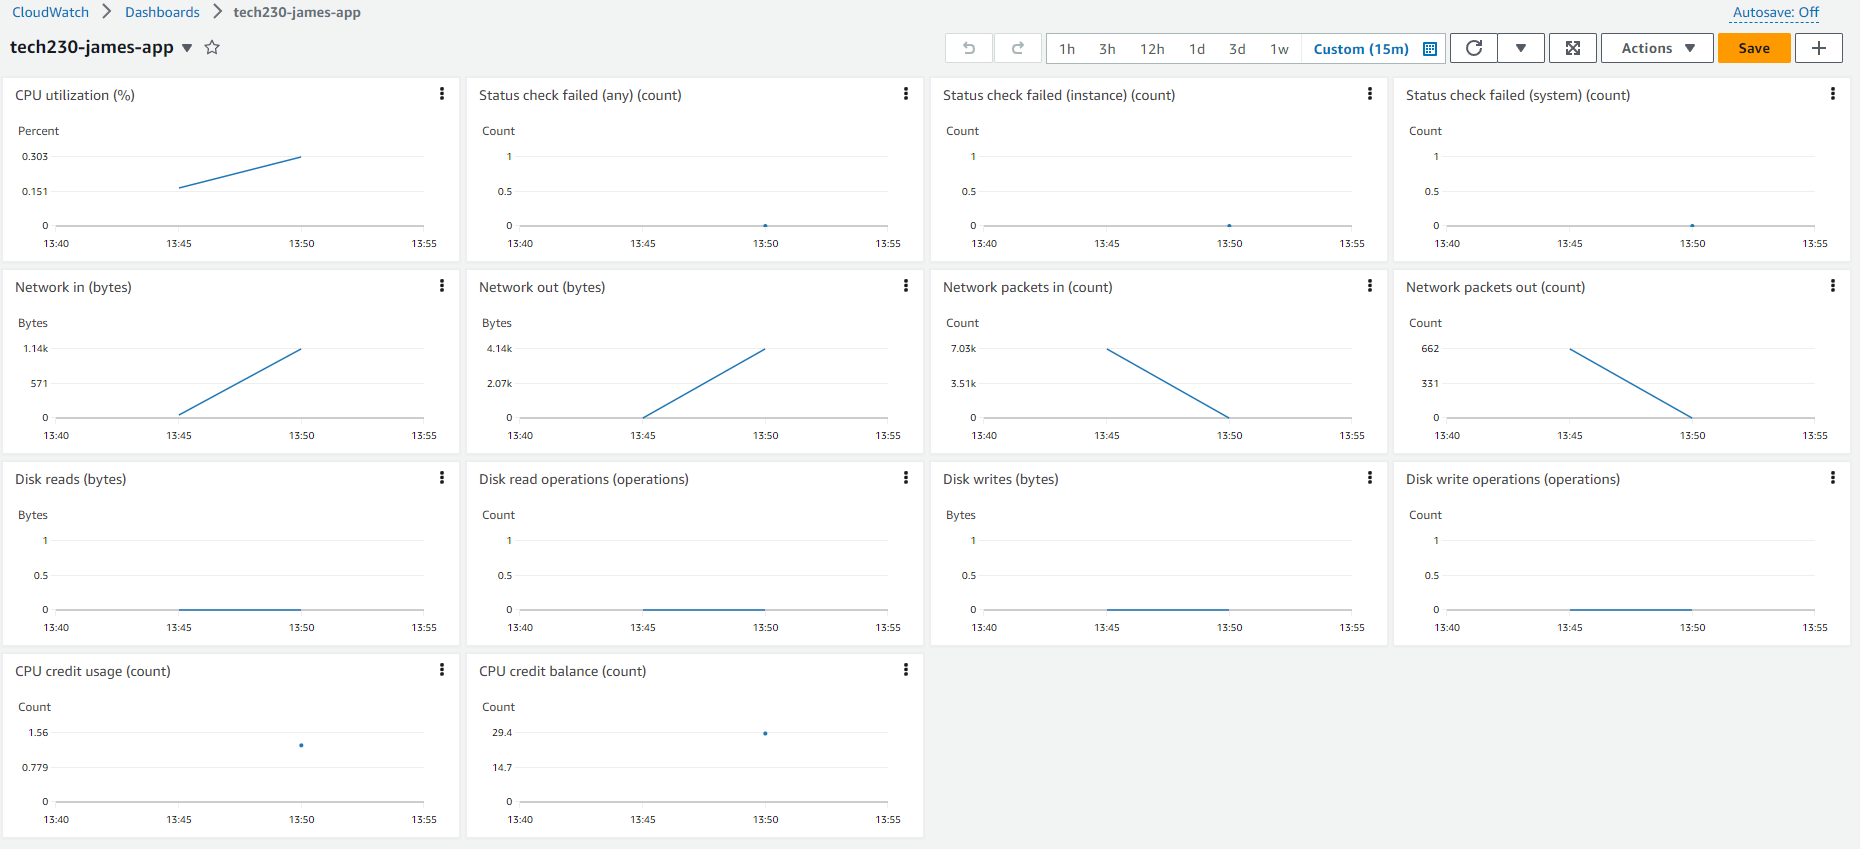 CloudWatch > Dashboards > tech230-james-app
Autosave: Off
tech230-james-app
1h 3h 12h 1d 3d 1w Custom (15m) Actions Save
CPU utilization (%)
Percent
0.303
0.151
0
13:40 13:45 13:50 13:55
Status check failed (any) (count)
Count
1
0.5
0
13:40 13:45 13:50 13:55
Status check failed (instance) (count)
Count
1
0.5
0
13:40 13:45 13:50 13:55
Status check failed (system) (count)
Count
1
0.5
0
13:40 13:45 13:50 13:55
Network in (bytes)
Bytes
1.14k
571
0
13:40 13:45 13:50 13:55
Network out (bytes)
Bytes
4.14k
2.07k
0
13:40 13:45 13:50 13:55
Network packets in (count)
Count
7.03k
3.51k
0
13:40 13:45 13:50 13:55
Network packets out (count)
Count
662
331
0
13:40 13:45 13:50 13:55
Disk reads (bytes)
Bytes
1
0.5
0
13:40 13:45 13:50 13:55
Disk read operations (operations)
Count
1
0.5
0
13:40 13:45 13:50 13:55
Disk writes (bytes)
Bytes
1
0.5
0
13:40 13:45 13:50 13:55
Disk write operations (operations)
Count
1
0.5
0
13:40 13:45 13:50 13:55
CPU credit usage (count)
Count
1.56
0.779
0
13:40 13:45 13:50 13:55
CPU credit balance (count)
Count
29.4
14.7
0
13:40 13:45 13:50 13:55